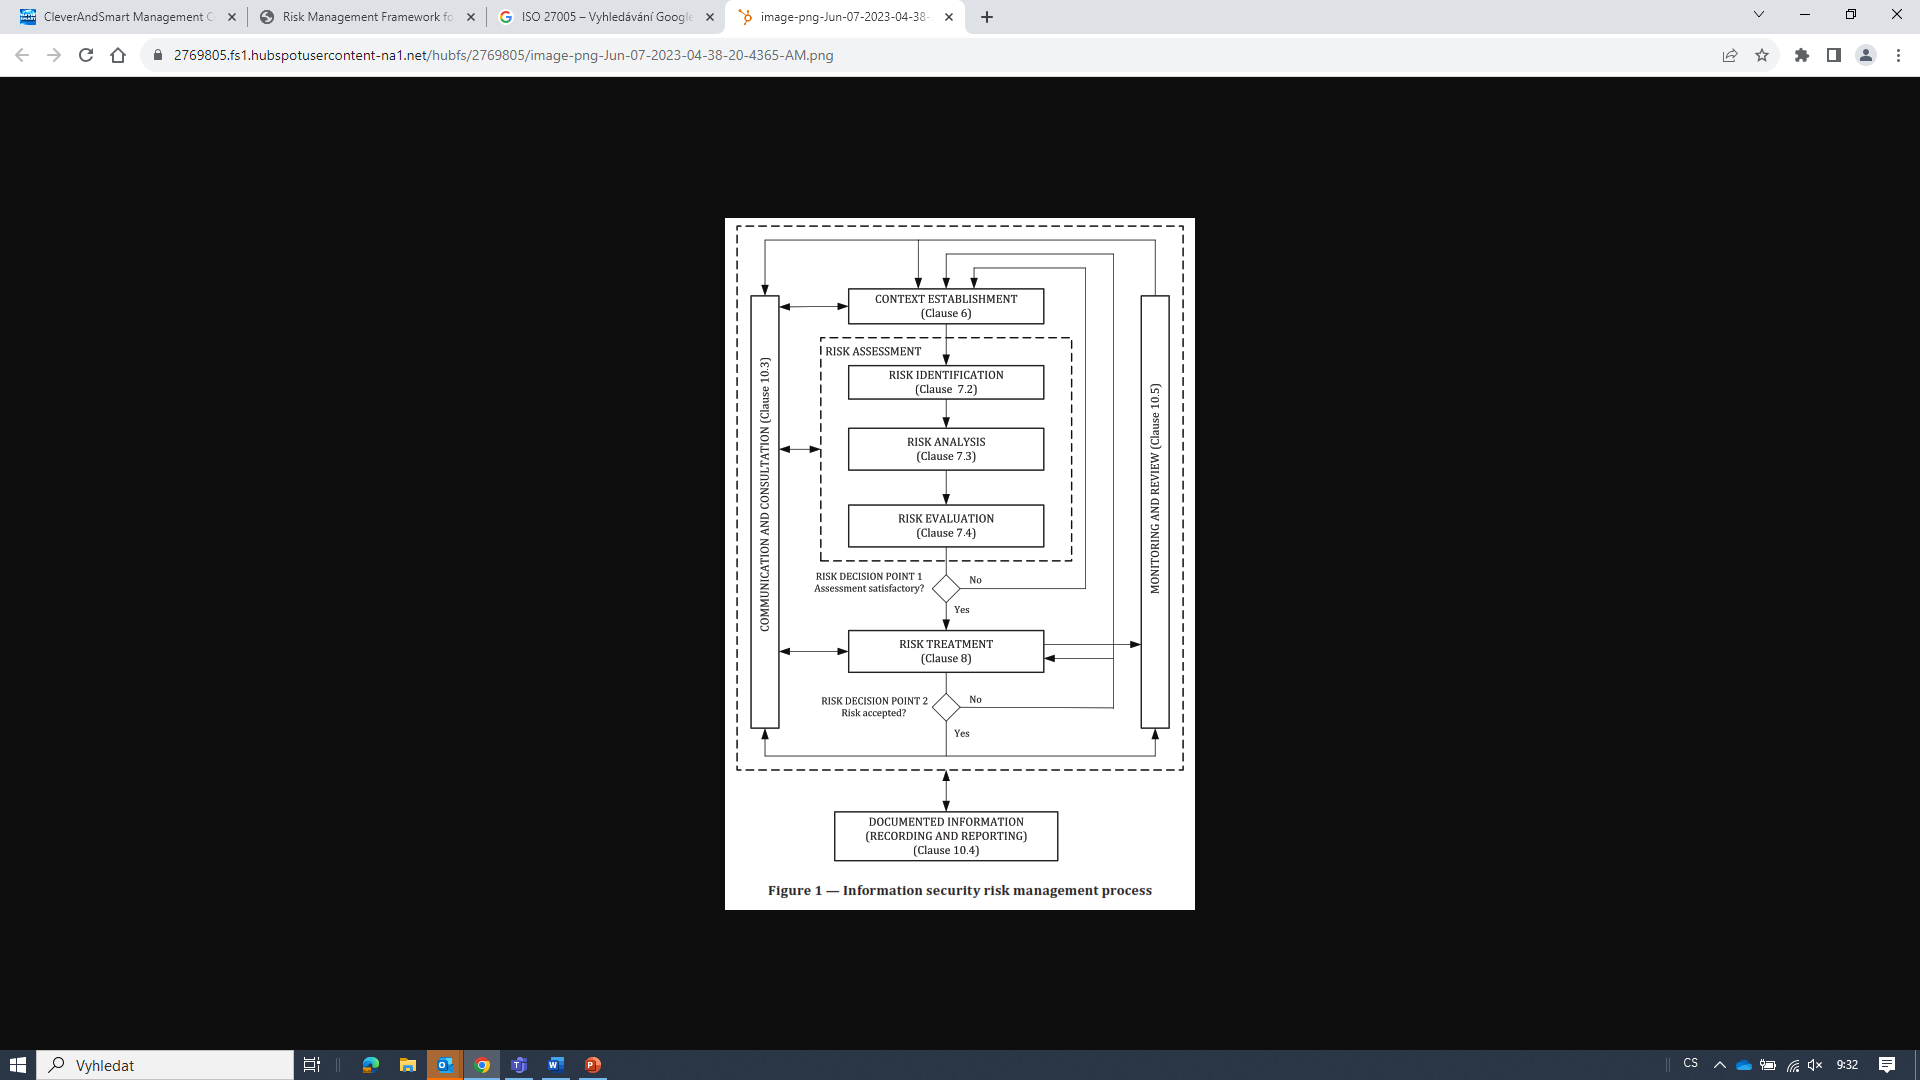 CleverAndSmart Management C
Risk Management Framework fo
ISO 27005 – Vyhledávání Google
image-png-Jun-07-2023-04-38-
2769805.fs1.hubspotusercontent-na1.net/hubfs/2769805/image-png-Jun-07-2023-04-38-20-4365-AM.png
CONTEXT ESTABLISHMENT
(Clause 6)
RISK ASSESSMENT
RISK IDENTIFICATION
(Clause 7.2)
RISK ANALYSIS
(Clause 7.3)
RISK EVALUATION
(Clause 7.4)
COMMUNICATION AND CONSULTATION (Clause 10.3)
MONITORING AND REVIEW (Clause 10.5)
RISK DECISION POINT 1
Assessment satisfactory?
No
Yes
RISK TREATMENT
(Clause 8)
RISK DECISION POINT 2
Risk accepted?
No
Yes
DOCUMENTED INFORMATION
(RECORDING AND REPORTING)
(Clause 10.4)
Figure 1 — Information security risk management process
Vyhledat
CS
9:32